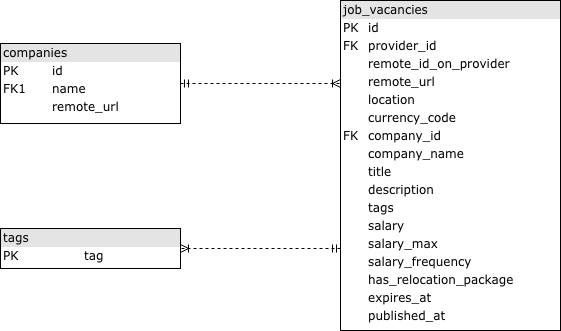 job_vacancies
PK id
FK provider_id
remote_id_on_provider
remote_url
location
currency_code
FK company_id
company_name
title
description
tags
salary
salary_max
salary_frequency
has_relocation_package
expires_at
published_at
companies
PK id
FK1 name
remote_url
tags
PK tag